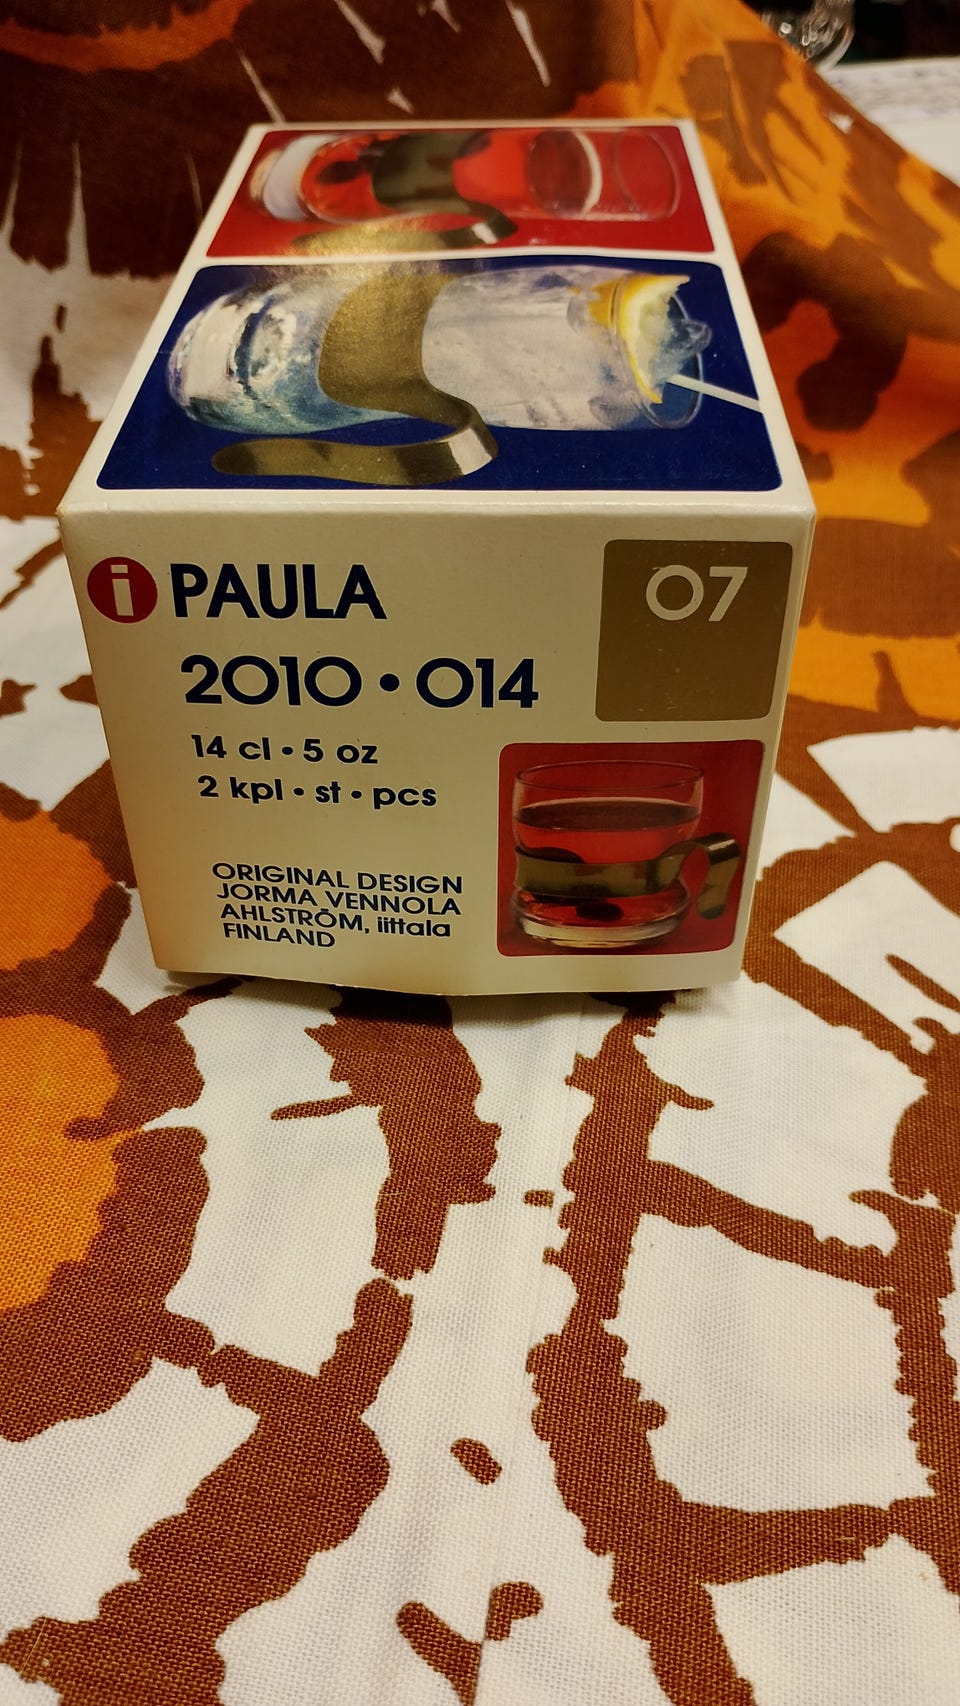 i PAULA
07
2010 • 014
14 cl • 5 oz
2 kpl • st • pcs
ORIGINAL DESIGN
JORMA VENNOLA
AHLSTRÖM, iittala
FINLAND